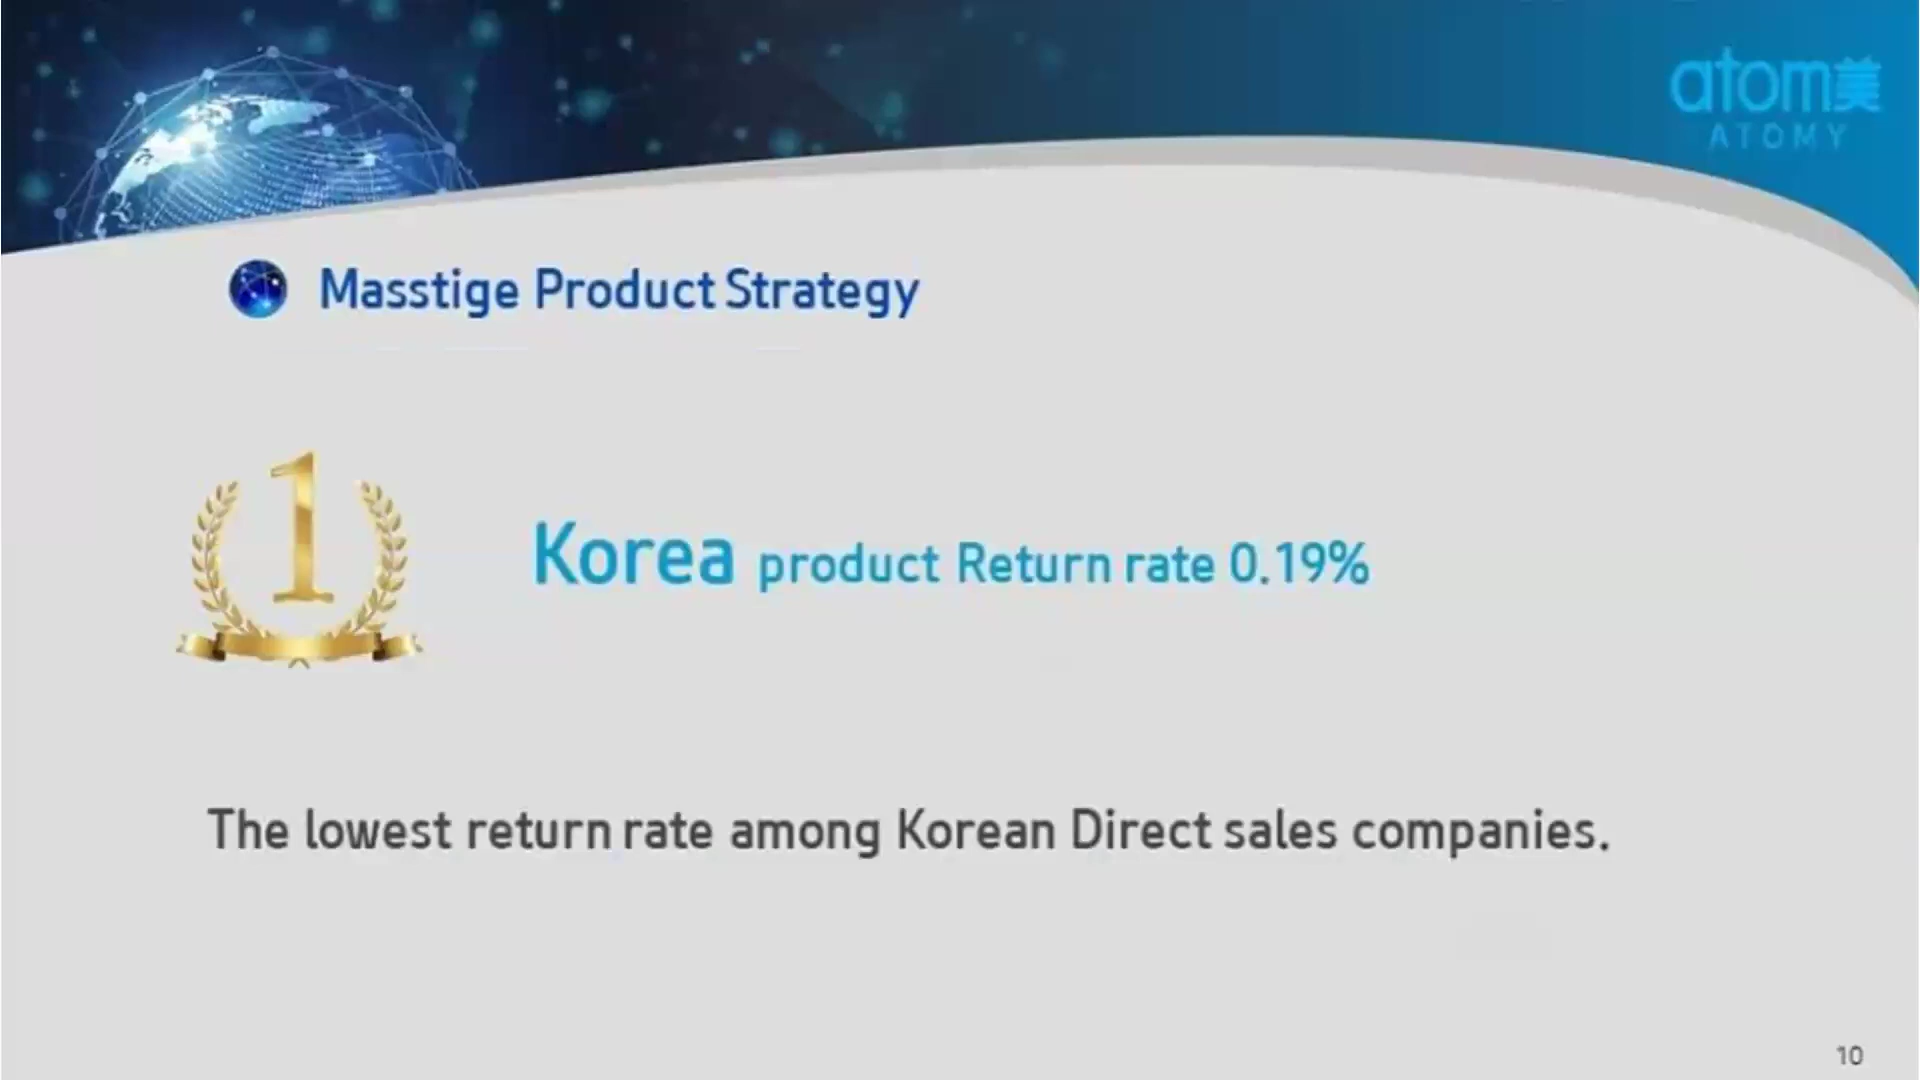 atom美
ATOMY
Masstige Product Strategy
1
Korea product Return rate 0.19%
The lowest return rate among Korean Direct sales companies.
10